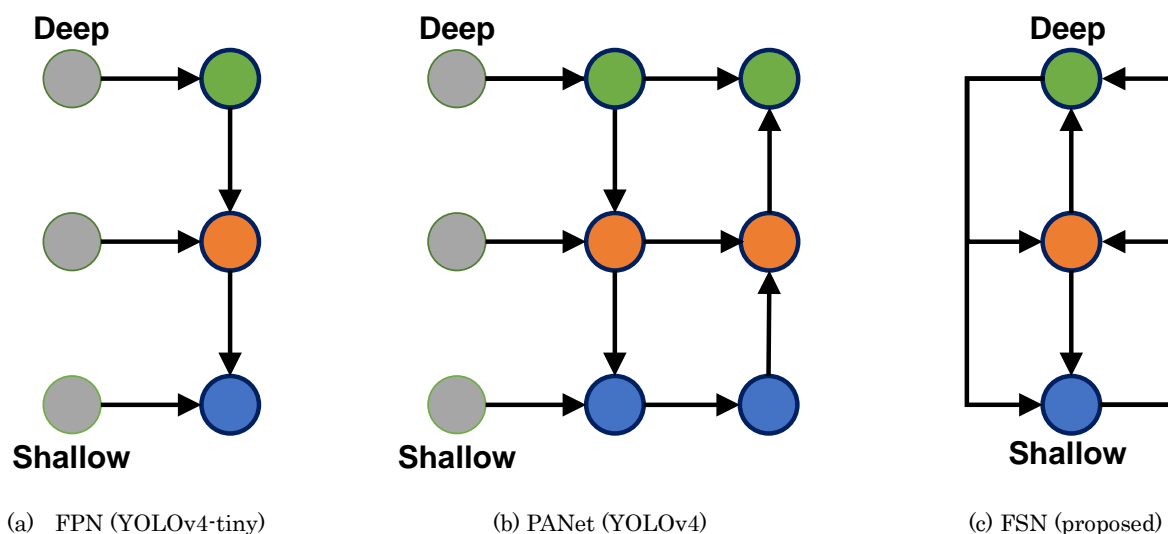 Deep
Deep
Deep
Shallow
Shallow
Shallow
(a) FPN (YOLOv4-tiny)
(b) PANet (YOLOv4)
(c) FSN (proposed)